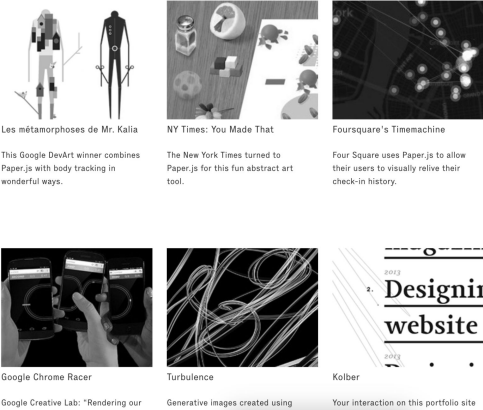 Les métamorphoses de Mr. Kalia
This Google DevArt winner combines
Paper.js with body tracking in
wonderful ways.
NY Times: You Made That
The New York Times turned to
Paper.js for this fun abstract art
tool.
Foursquare's Timemachine
Four Square uses Paper.js to allow
their users to visually relive their
check-in history.
2013
2. Designin
website
2013
Google Chrome Racer
Google Creative Lab: "Rendering our
Turbulence
Generative images created using
Kolber
Your interaction on this portfolio site